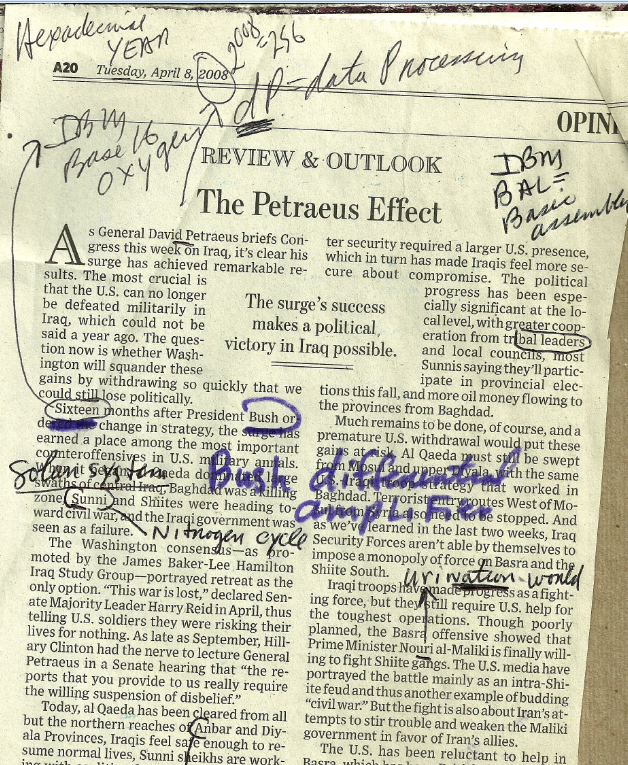 Hexadecimal
YEAR
2008=256
A20 Tuesday, April 8, 2008
dP=data Processing
IBM
Base 16
OXYgen
OPINI
REVIEW & OUTLOOK
The Petraeus Effect
IBM
BAL=
Basic
assembler
As General David Petraeus briefs Con-
gress this week on Iraq, it's clear his
surge has achieved remarkable re-
sults. The most crucial is
that the U.S. can no longer
be defeated militarily in
Iraq, which could not be
said a year ago. The ques-
tion now is whether Wash-
ington will squander these
gains by withdrawing so quickly that we
could still lose politically.
Sixteen months after President Bush or-
dered the change in strategy, the surge has
earned a place among the most important
counteroffensives in U.S. military annals.
Qaeda
swaths of central Iraq, Baghdad was a killing
zone, Sunni and Shiites were heading to-
ward civil war, and the Iraqi government was
seen as a failure.
Solar System
Nitrogen cycle
The Washington consensus—as pro-
moted by the James Baker-Lee Hamilton
Iraq Study Group—portrayed retreat as the
only option. "This war is lost," declared Sen-
ate Majority Leader Harry Reid in April, thus
telling U.S. soldiers they were risking their
lives for nothing. As late as September, Hill-
ary Clinton had the nerve to lecture General
Petraeus in a Senate hearing that "the re-
ports that you provide to us really require
the willing suspension of disbelief."
Today, al Qaeda has been cleared from all
but the northern reaches of Anbar and Diy-
ala Provinces, Iraqis feel safe enough to re-
sume normal lives, Sunni sheikhs are work-
The surge's success
makes a political
victory in Iraq possible.
ter security required a larger U.S. presence,
which in turn has made Iraqis feel more se-
cure about compromise. The political
progress has been espe-
cially significant at the lo-
cal level, with greater coop-
eration from tribal leaders
and local councils, most
Sunnis saying they'll partic-
ipate in provincial elec-
tions this fall, and more oil money flowing to
the provinces from Baghdad.
Much remains to be done, of course, and a
premature U.S. withdrawal would put these
gains at risk. Al Qaeda must still be swept
from Mosul and upper Diyala, with the same
strategy that worked in
Baghdad. Terrorist entry routes West of Mo-
also need to be stopped. And
as we've learned in the last two weeks, Iraq
Security Forces aren't able by themselves to
impose a monopoly of force on Basra and the
Shiite South.
Bush differential
amplifier
urination would
Iraqi troops have made progress as a fight-
ing force, but they still require U.S. help for
the toughest operations. Though poorly
planned, the Basra offensive showed that
Prime Minister Nouri al-Maliki is finally will-
ing to fight Shiite gangs. The U.S. media have
portrayed the battle mainly as an intra-Shi-
ite feud and thus another example of budding
"civil war." But the fight is also about Iran's at-
tempts to stir trouble and weaken the Maliki
government in favor of Iran's allies.
The U.S. has been reluctant to help in